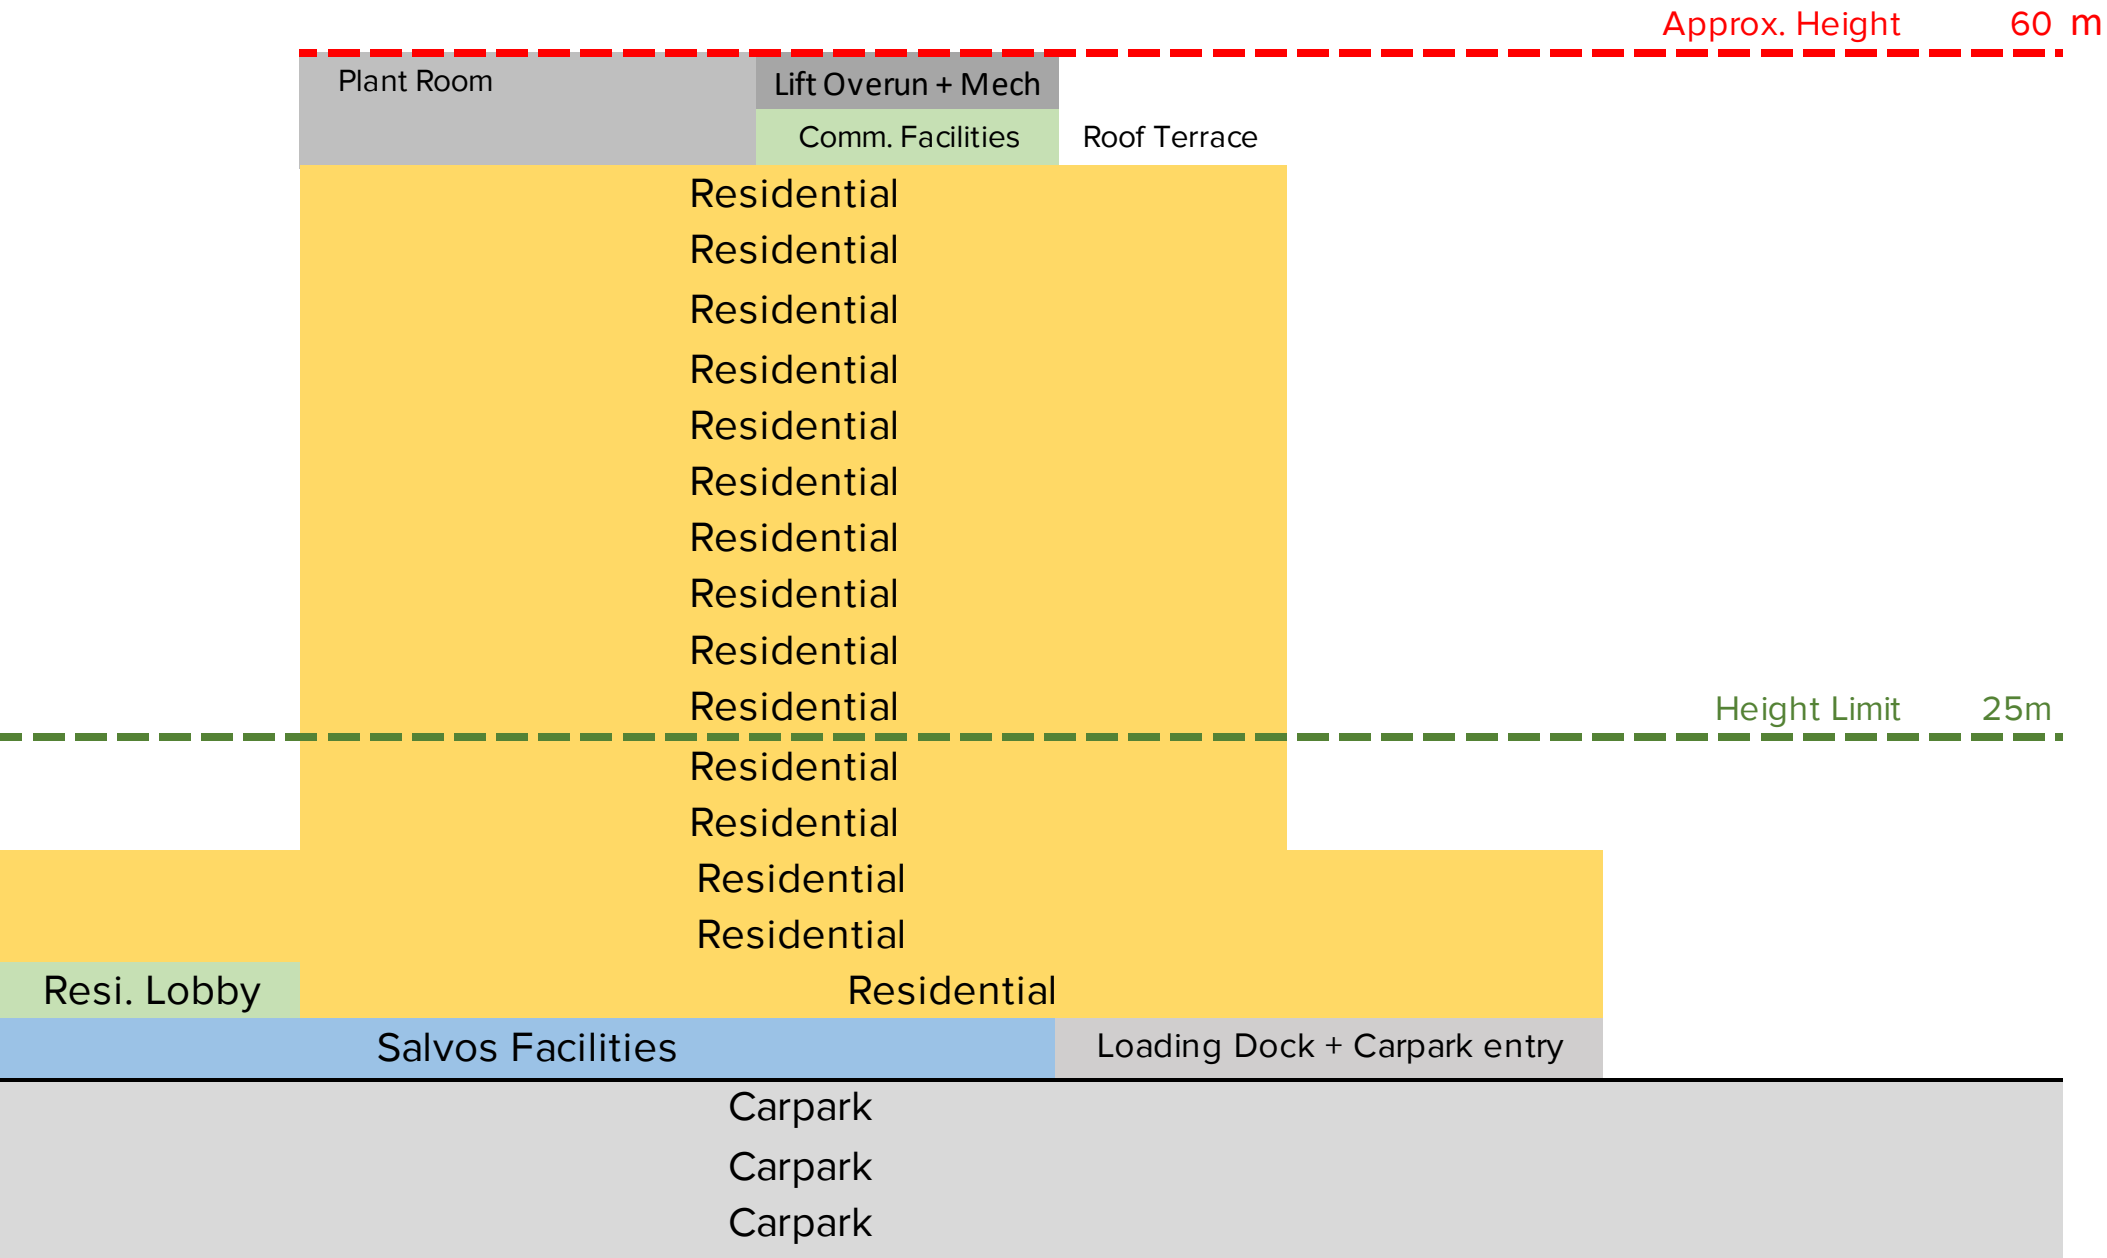 Approx. Height 60 m
Plant Room
Lift Overun + Mech
Comm. Facilities
Roof Terrace
Residential
Residential
Residential
Residential
Residential
Residential
Residential
Residential
Residential
Residential
Height Limit 25m
Residential
Residential
Residential
Residential
Resi. Lobby
Residential
Salvos Facilities
Loading Dock + Carpark entry
Carpark
Carpark
Carpark